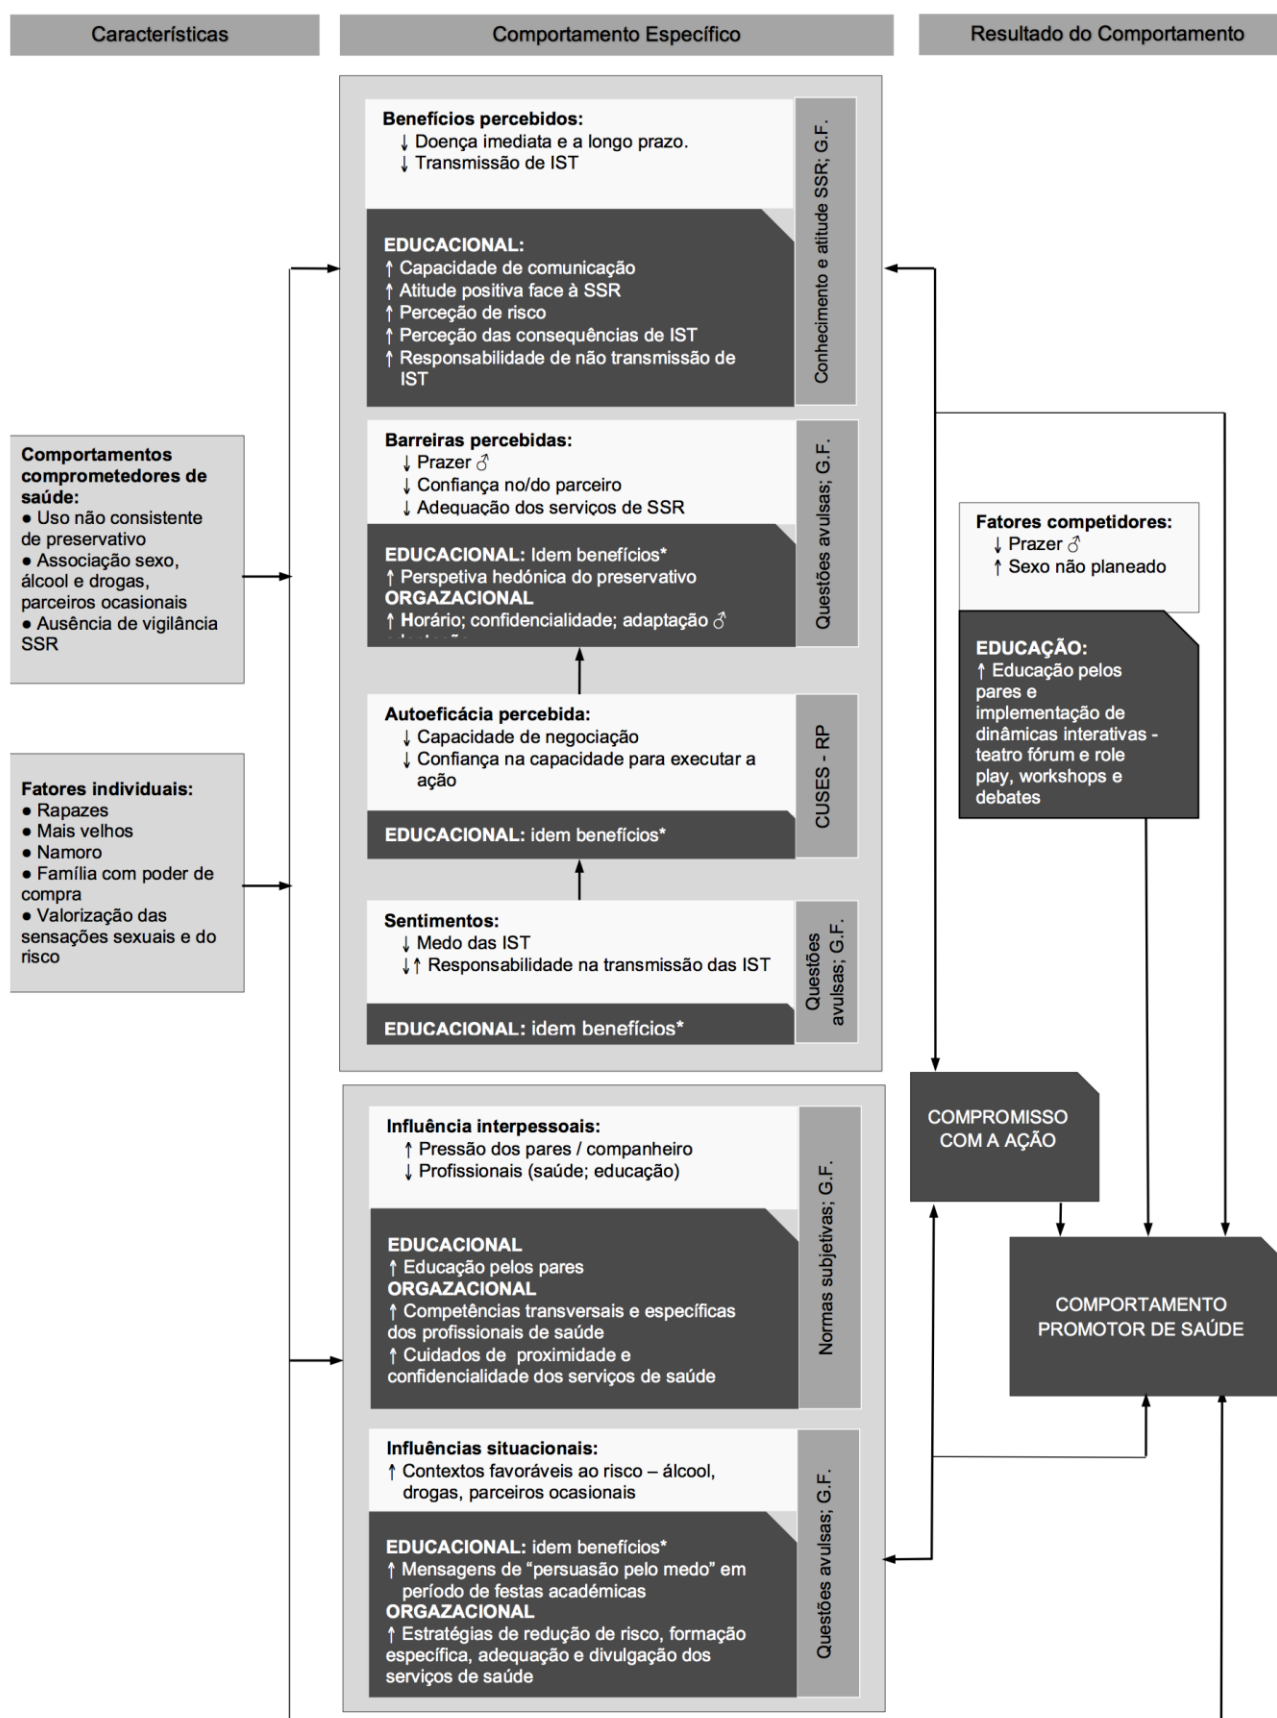 Características
Comportamento Específico
Resultado do Comportamento
Comportamentos
comprometedores de
saúde:
● Uso não consistente
de preservativo
● Associação sexo,
álcool e drogas,
parceiros ocasionais
● Ausência de vigilância
SSR
Fatores individuais:
● Rapazes
● Mais velhos
● Namoro
● Família com poder de
compra
● Valorização das
sensações sexuais e do
risco
Benefícios percebidos:
↓ Doença imediata e a longo prazo.
↓ Transmissão de IST
EDUCACIONAL:
↑ Capacidade de comunicação
↑ Atitude positiva face à SSR
↑ Perceção de risco
↑ Perceção das consequências de IST
↑ Responsabilidade de não transmissão de
IST
Conhecimento e atitude SSR; G.F.
Barreiras percebidas:
↓ Prazer ♂
↓ Confiança no/do parceiro
↓ Adequação dos serviços de SSR
EDUCACIONAL: Idem benefícios*
↑ Perspetiva hedónica do preservativo
ORGAZACIONAL
↑ Horário; confidencialidade; adaptação ♂
Questões avulsas; G.F.
Autoeficácia percebida:
↓ Capacidade de negociação
↓ Confiança na capacidade para executar a
ação
EDUCACIONAL: idem benefícios*
CUSES - RP
Sentimentos:
↓ Medo das IST
↓↑ Responsabilidade na transmissão das IST
EDUCACIONAL: idem benefícios*
Questões
avulsas; G.F.
Influência interpessoais:
↑ Pressão dos pares / companheiro
↓ Profissionais (saúde; educação)
EDUCACIONAL
↑ Educação pelos pares
ORGAZACIONAL
↑ Competências transversais e específicas
dos profissionais de saúde
↑ Cuidados de proximidade e
confidencialidade dos serviços de saúde
Normas subjetivas; G.F.
Influências situacionais:
↑ Contextos favoráveis ao risco – álcool,
drogas, parceiros ocasionais
EDUCACIONAL: idem benefícios*
↑ Mensagens de “persuasão pelo medo” em
período de festas académicas
ORGAZACIONAL
↑ Estratégias de redução de risco, formação
específica, adequação e divulgação dos
serviços de saúde
Questões avulsas; G.F.
Fatores competidores:
↓ Prazer ♂
↑ Sexo não planeado
EDUCAÇÃO:
↑ Educação pelos
pares e
implementação de
dinâmicas interativas -
teatro fórum e role
play, workshops e
debates
COMPROMISSO
COM A AÇÃO
COMPORTAMENTO
PROMOTOR DE SAÚDE